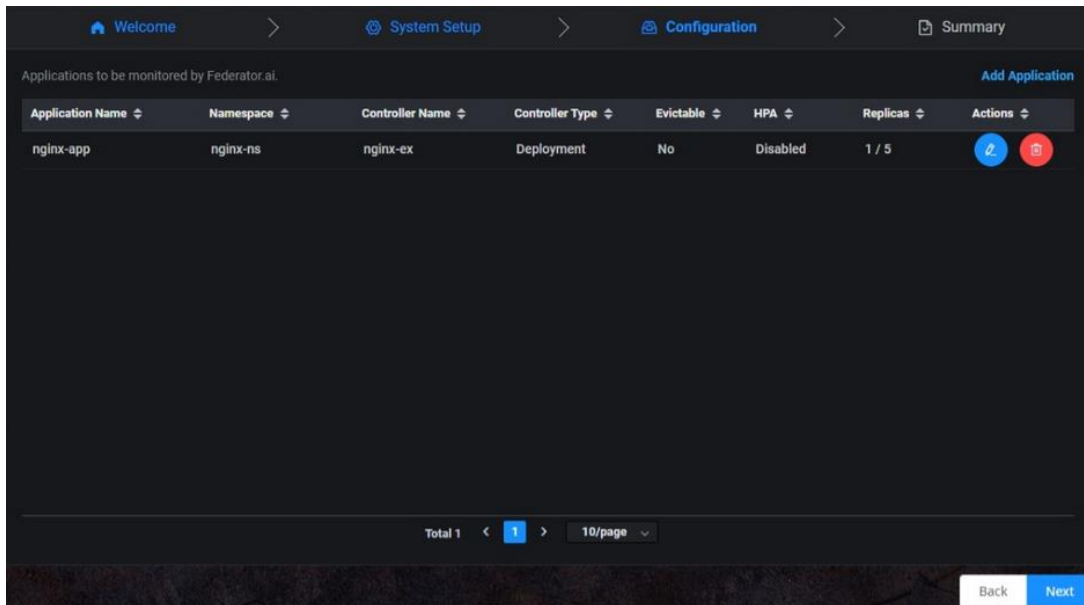 Welcome System Setup Configuration Summary
Applications to be monitored by Federator.ai. Add Application
Application Name Namespace Controller Name Controller Type Evictable HPA Replicas Actions
nginx-app nginx-ns nginx-ex Deployment No Disabled 1 / 5
Total 1 < 1 > 10/page
Back Next